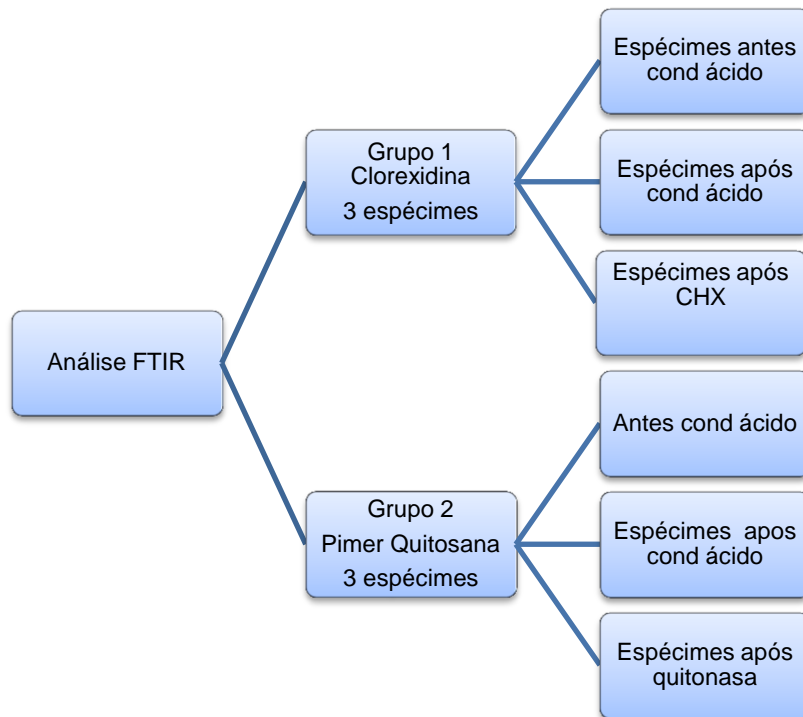 Análise FTIR
Grupo 1
Clorexidina
3 espécimes
Espécimes antes
cond ácido
Espécimes após
cond ácido
Espécimes após
CHX
Grupo 2
Pimer Quitosana
3 espécimes
Antes cond ácido
Espécimes apos
cond ácido
Espécimes após
quitonasa